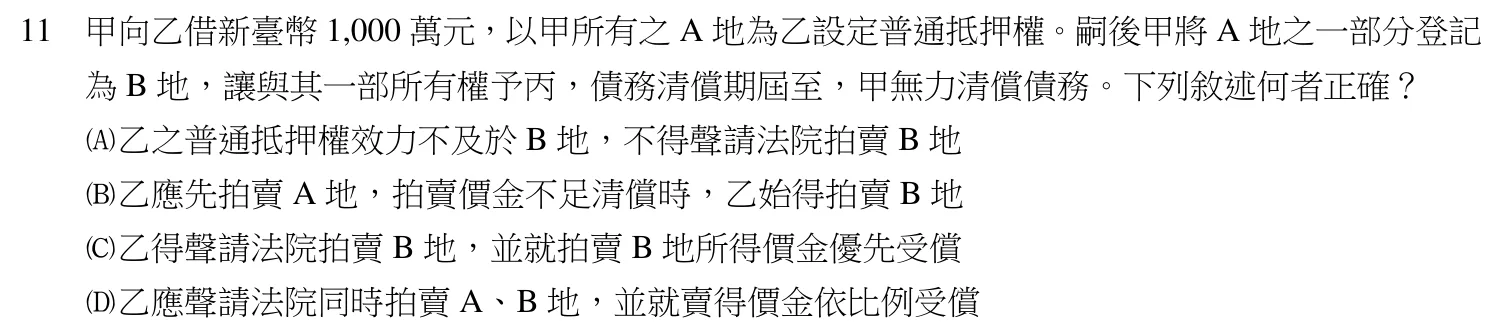 11 甲向乙借新臺幣 1,000 萬元，以甲所有之 A 地為乙設定普通抵押權。嗣後甲將 A 地之一部分登記
為 B 地，讓與其一部所有權予丙，債務清償期屆至，甲無力清償債務。下列敘述何者正確？
(A)乙之普通抵押權效力不及於 B 地，不得聲請法院拍賣 B 地
(B)乙應先拍賣 A 地，拍賣價金不足清償時，乙始得拍賣 B 地
(C)乙得聲請法院拍賣 B 地，並就拍賣 B 地所得價金優先受償
(D)乙應聲請法院同時拍賣 A、B 地，並就賣得價金依比例受償